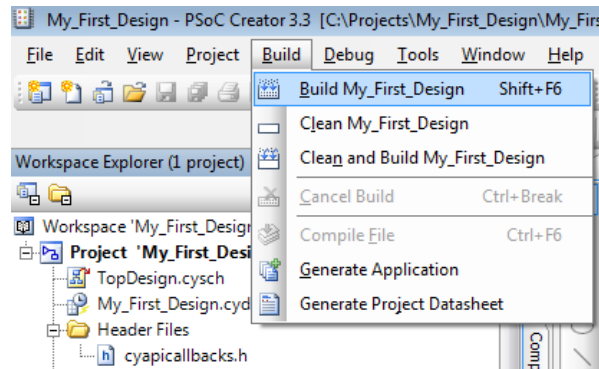 My_First_Design - PSoC Creator 3.3 [C:\Projects\My_First_Design\My_Firs
File Edit View Project Build Debug Tools Window Help
Build My_First_Design Shift+F6
Clean My_First_Design
Clean and Build My_First_Design
Cancel Build Ctrl+Break
Compile File Ctrl+F6
Generate Application
Generate Project Datasheet
Workspace Explorer (1 project)
Workspace 'My_First_Design
Project 'My_First_Desi
TopDesign.cysch
My_First_Design.cyd
Header Files
h cyapicallbacks.h
Comp